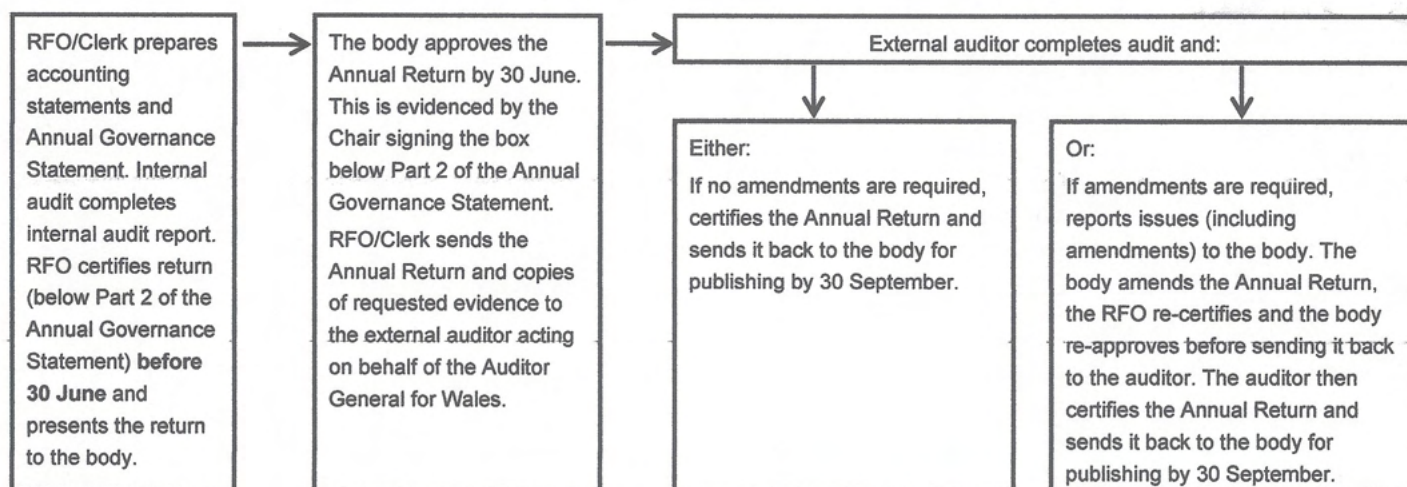 RFO/Clerk prepares
accounting
statements and
Annual Governance
Statement. Internal
audit completes
internal audit report.
RFO certifies return
(below Part 2 of the
Annual Governance
Statement) before
30 June and
presents the return
to the body.
The body approves the
Annual Return by 30 June.
This is evidenced by the
Chair signing the box
below Part 2 of the Annual
Governance Statement.
RFO/Clerk sends the
Annual Return and copies
of requested evidence to
the external auditor acting
on behalf of the Auditor
General for Wales.
External auditor completes audit and:
Either:
If no amendments are required,
certifies the Annual Return and
sends it back to the body for
publishing by 30 September.
Or:
If amendments are required,
reports issues (including
amendments) to the body. The
body amends the Annual Return,
the RFO re-certifies and the body
re-approves before sending it back
to the auditor. The auditor then
certifies the Annual Return and
sends it back to the body for
publishing by 30 September.